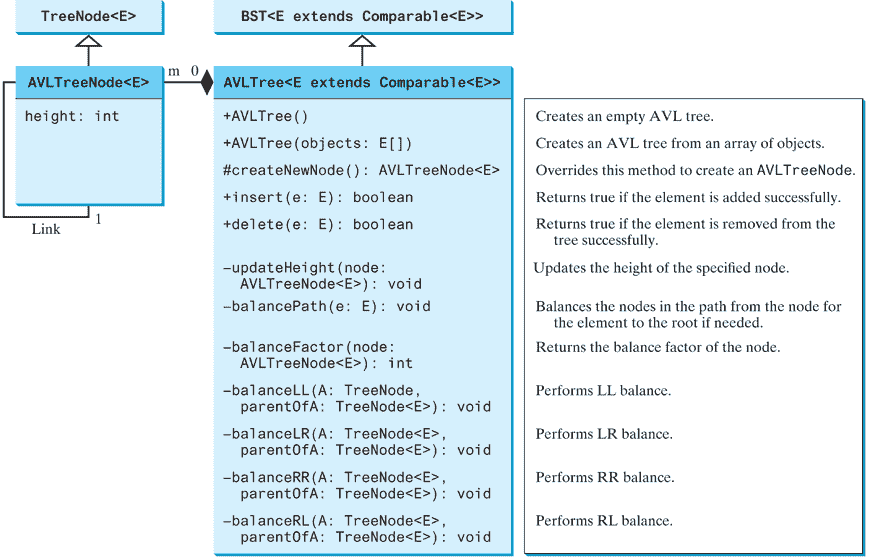 TreeNode<E>
BST<E extends Comparable<E>>
AVLTreeNode<E>
m 0
AVLTree<E extends Comparable<E>>
height: int
1
Link
+AVLTree()
Creates an empty AVL tree.
+AVLTree(objects: E[])
Creates an AVL tree from an array of objects.
#createNewNode(): AVLTreeNode<E>
Overrides this method to create an AVLTreeNode.
+insert(e: E): boolean
Returns true if the element is added successfully.
+delete(e: E): boolean
Returns true if the element is removed from the
tree successfully.
–updateHeight(node:
AVLTreeNode<E>): void
Updates the height of the specified node.
–balancePath(e: E): void
Balances the nodes in the path from the node for
the element to the root if needed.
–balanceFactor(node:
AVLTreeNode<E>): int
Returns the balance factor of the node.
–balanceLL(A: TreeNode,
parentOfA: TreeNode<E>): void
Performs LL balance.
–balanceLR(A: TreeNode<E>,
parentOfA: TreeNode<E>): void
Performs LR balance.
–balanceRR(A: TreeNode<E>,
parentOfA: TreeNode<E>): void
Performs RR balance.
–balanceRL(A: TreeNode<E>,
parentOfA: TreeNode<E>): void
Performs RL balance.